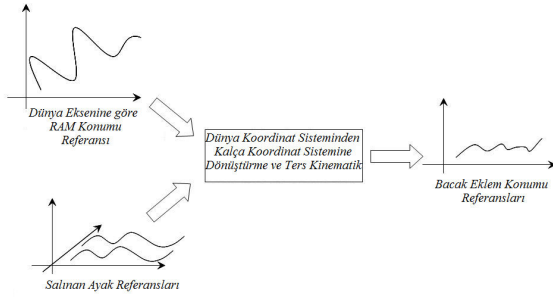 Dünya Eksenine göre
RAM Konumu
Referansı
Dünya Koordinat Sisteminden
Kalça Koordinat Sistemine
Dönüştürme ve Ters Kinematik
Bacak Eklem Konumu
Referansları
Salınan Ayak Referansları